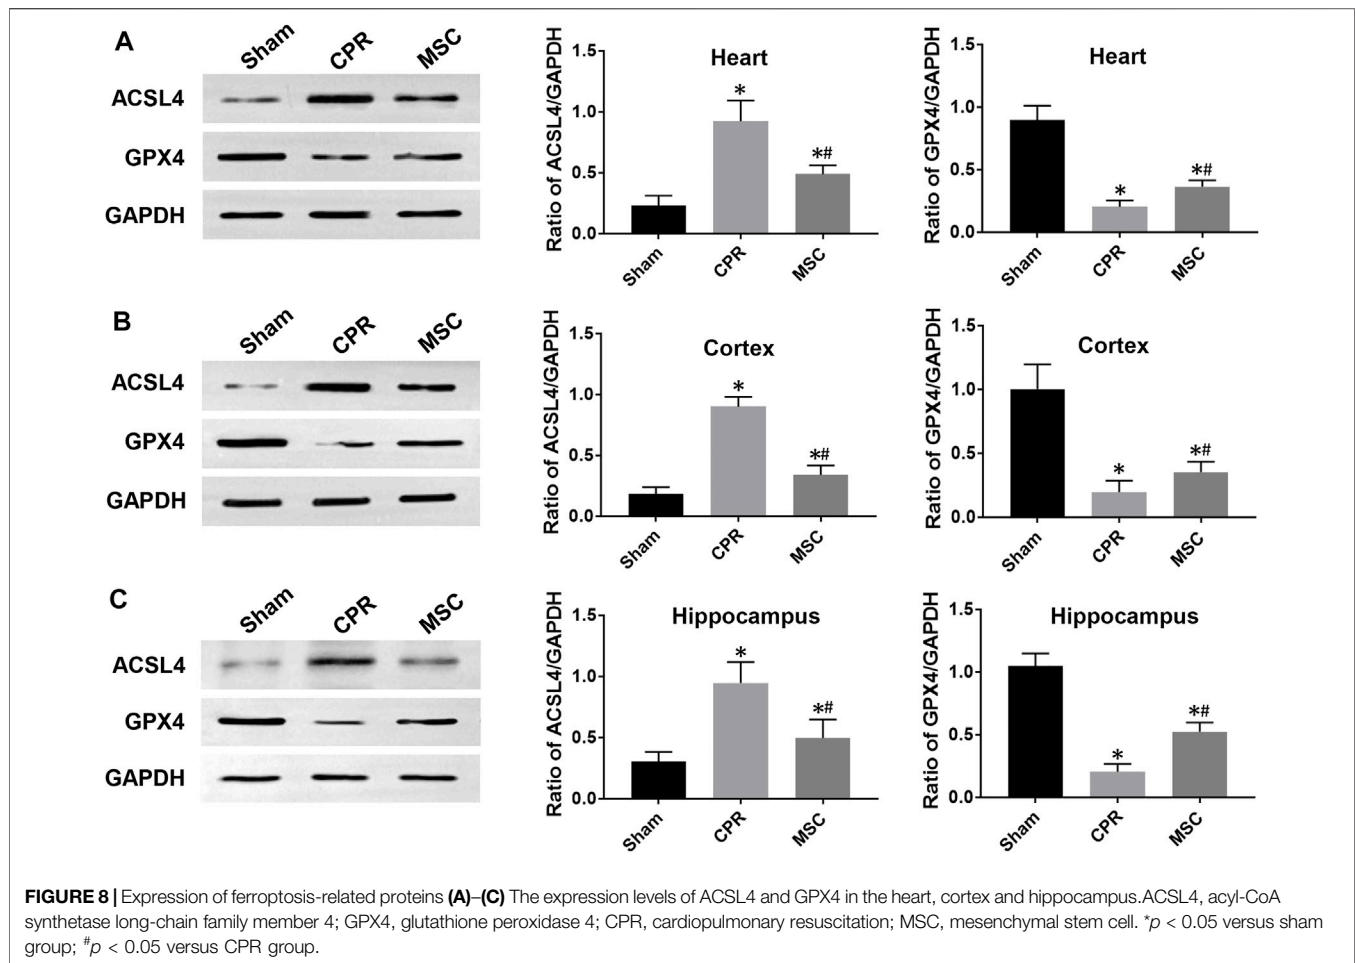 A
Sham
CPR
MSC
ACSL4
GPX4
GAPDH
Ratio of ACSL4/GAPDH
Heart
1.5
1.0
0.5
0.0
*
*#
Sham
CPR
MSC
Ratio of GPX4/GAPDH
Heart
1.5
1.0
0.5
0.0
*
*#
Sham
CPR
MSC
B
Sham
CPR
MSC
ACSL4
GPX4
GAPDH
Ratio of ACSL4/GAPDH
Cortex
1.5
1.0
0.5
0.0
*
*#
Sham
CPR
MSC
Ratio of GPX4/GAPDH
Cortex
1.5
1.0
0.5
0.0
*
*#
Sham
CPR
MSC
C
Sham
CPR
MSC
ACSL4
GPX4
GAPDH
Ratio of ACSL4/GAPDH
Hippocampus
1.5
1.0
0.5
0.0
*
*#
Sham
CPR
MSC
Ratio of GPX4/GAPDH
Hippocampus
1.5
1.0
0.5
0.0
*
*#
Sham
CPR
MSC
FIGURE 8 | Expression of ferroptosis-related proteins (A)–(C) The expression levels of ACSL4 and GPX4 in the heart, cortex and hippocampus.ACSL4, acyl-CoA
synthetase long-chain family member 4; GPX4, glutathione peroxidase 4; CPR, cardiopulmonary resuscitation; MSC, mesenchymal stem cell. *p < 0.05 versus sham
group; #p < 0.05 versus CPR group.